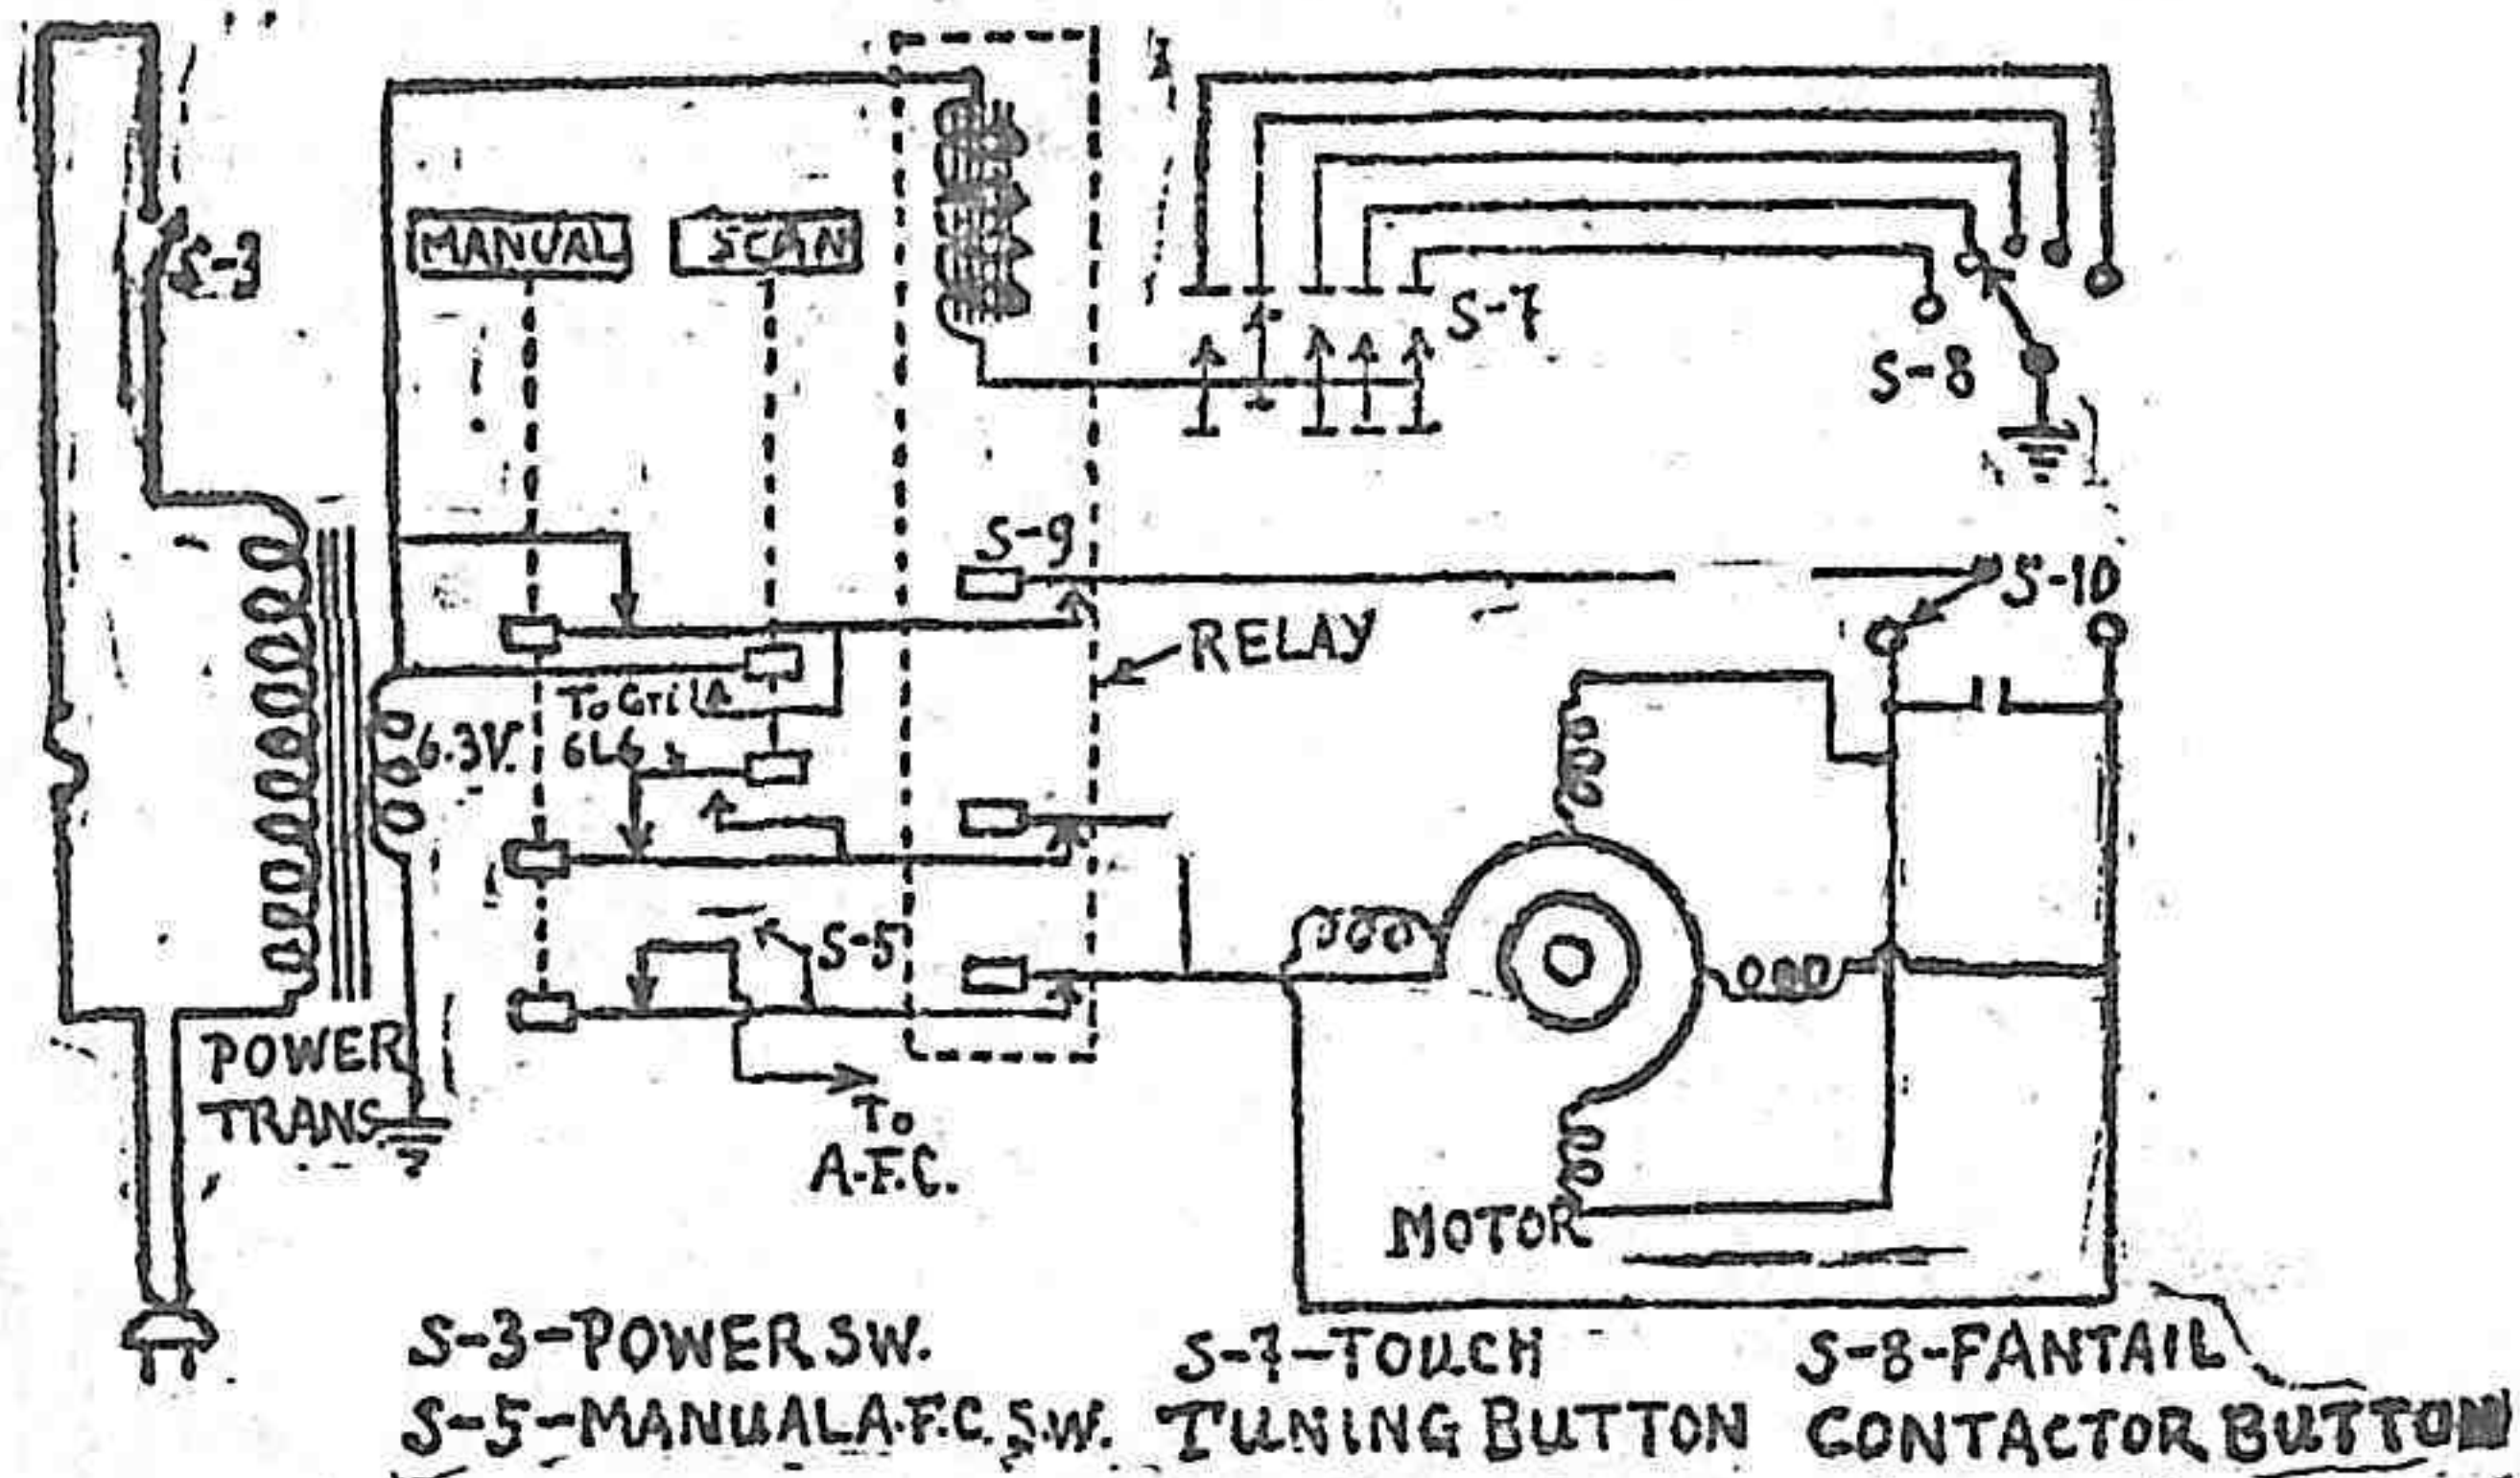 MANUAL
SCAN
S-3
S-7
S-8
S-9
S-10
RELAY
To Grid
6L6
6.3V.
S-5
POWER
TRANS.
To
A.F.C.
MOTOR
S-3-POWER SW.
S-5-MANUAL A.F.C. S.W.
S-7-TOUCH
TUNING BUTTON
S-8-FANTAIL
CONTACTOR BUTTON